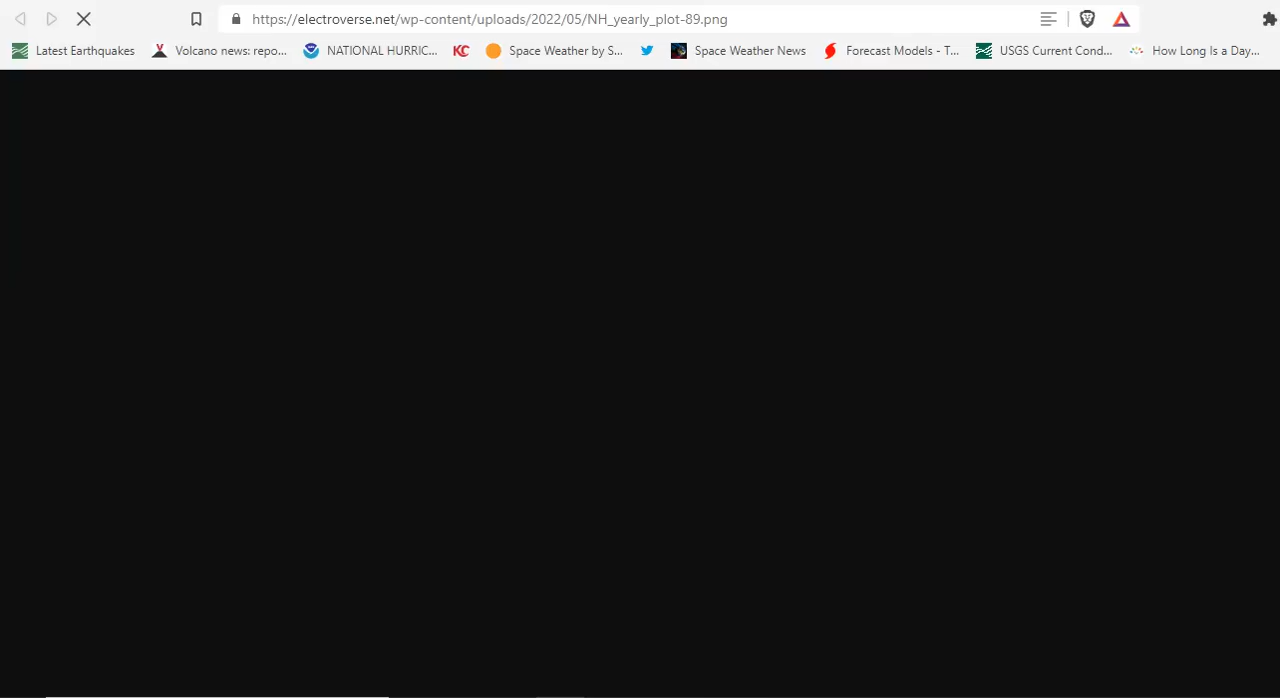 https://electroverse.net/wp-content/uploads/2022/05/NH_yearly_plot-89.png
Latest Earthquakes V Volcano news: repo... NATIONAL HURRIC... KC Space Weather by S... Space Weather News Forecast Models - T... USGS Current Cond... How Long Is a Day...